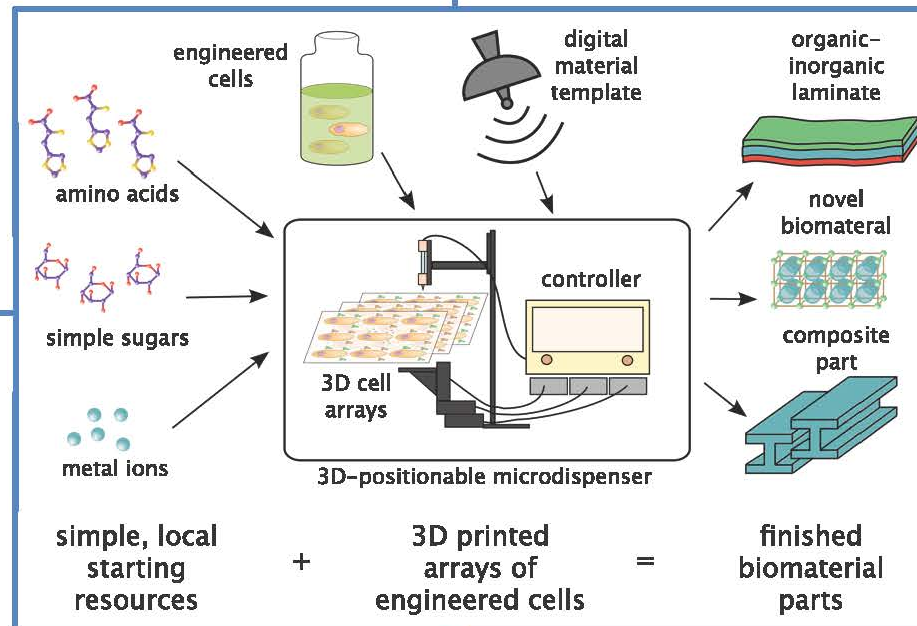 engineered
cells
digital
material
template
organic-
inorganic
laminate
amino acids
novel
biomateral
controller
simple sugars
composite
part
3D cell
arrays
metal ions
3D-positionable microdispenser
simple, local
starting
resources
+
3D printed
arrays of
engineered cells
=
finished
biomaterial
parts